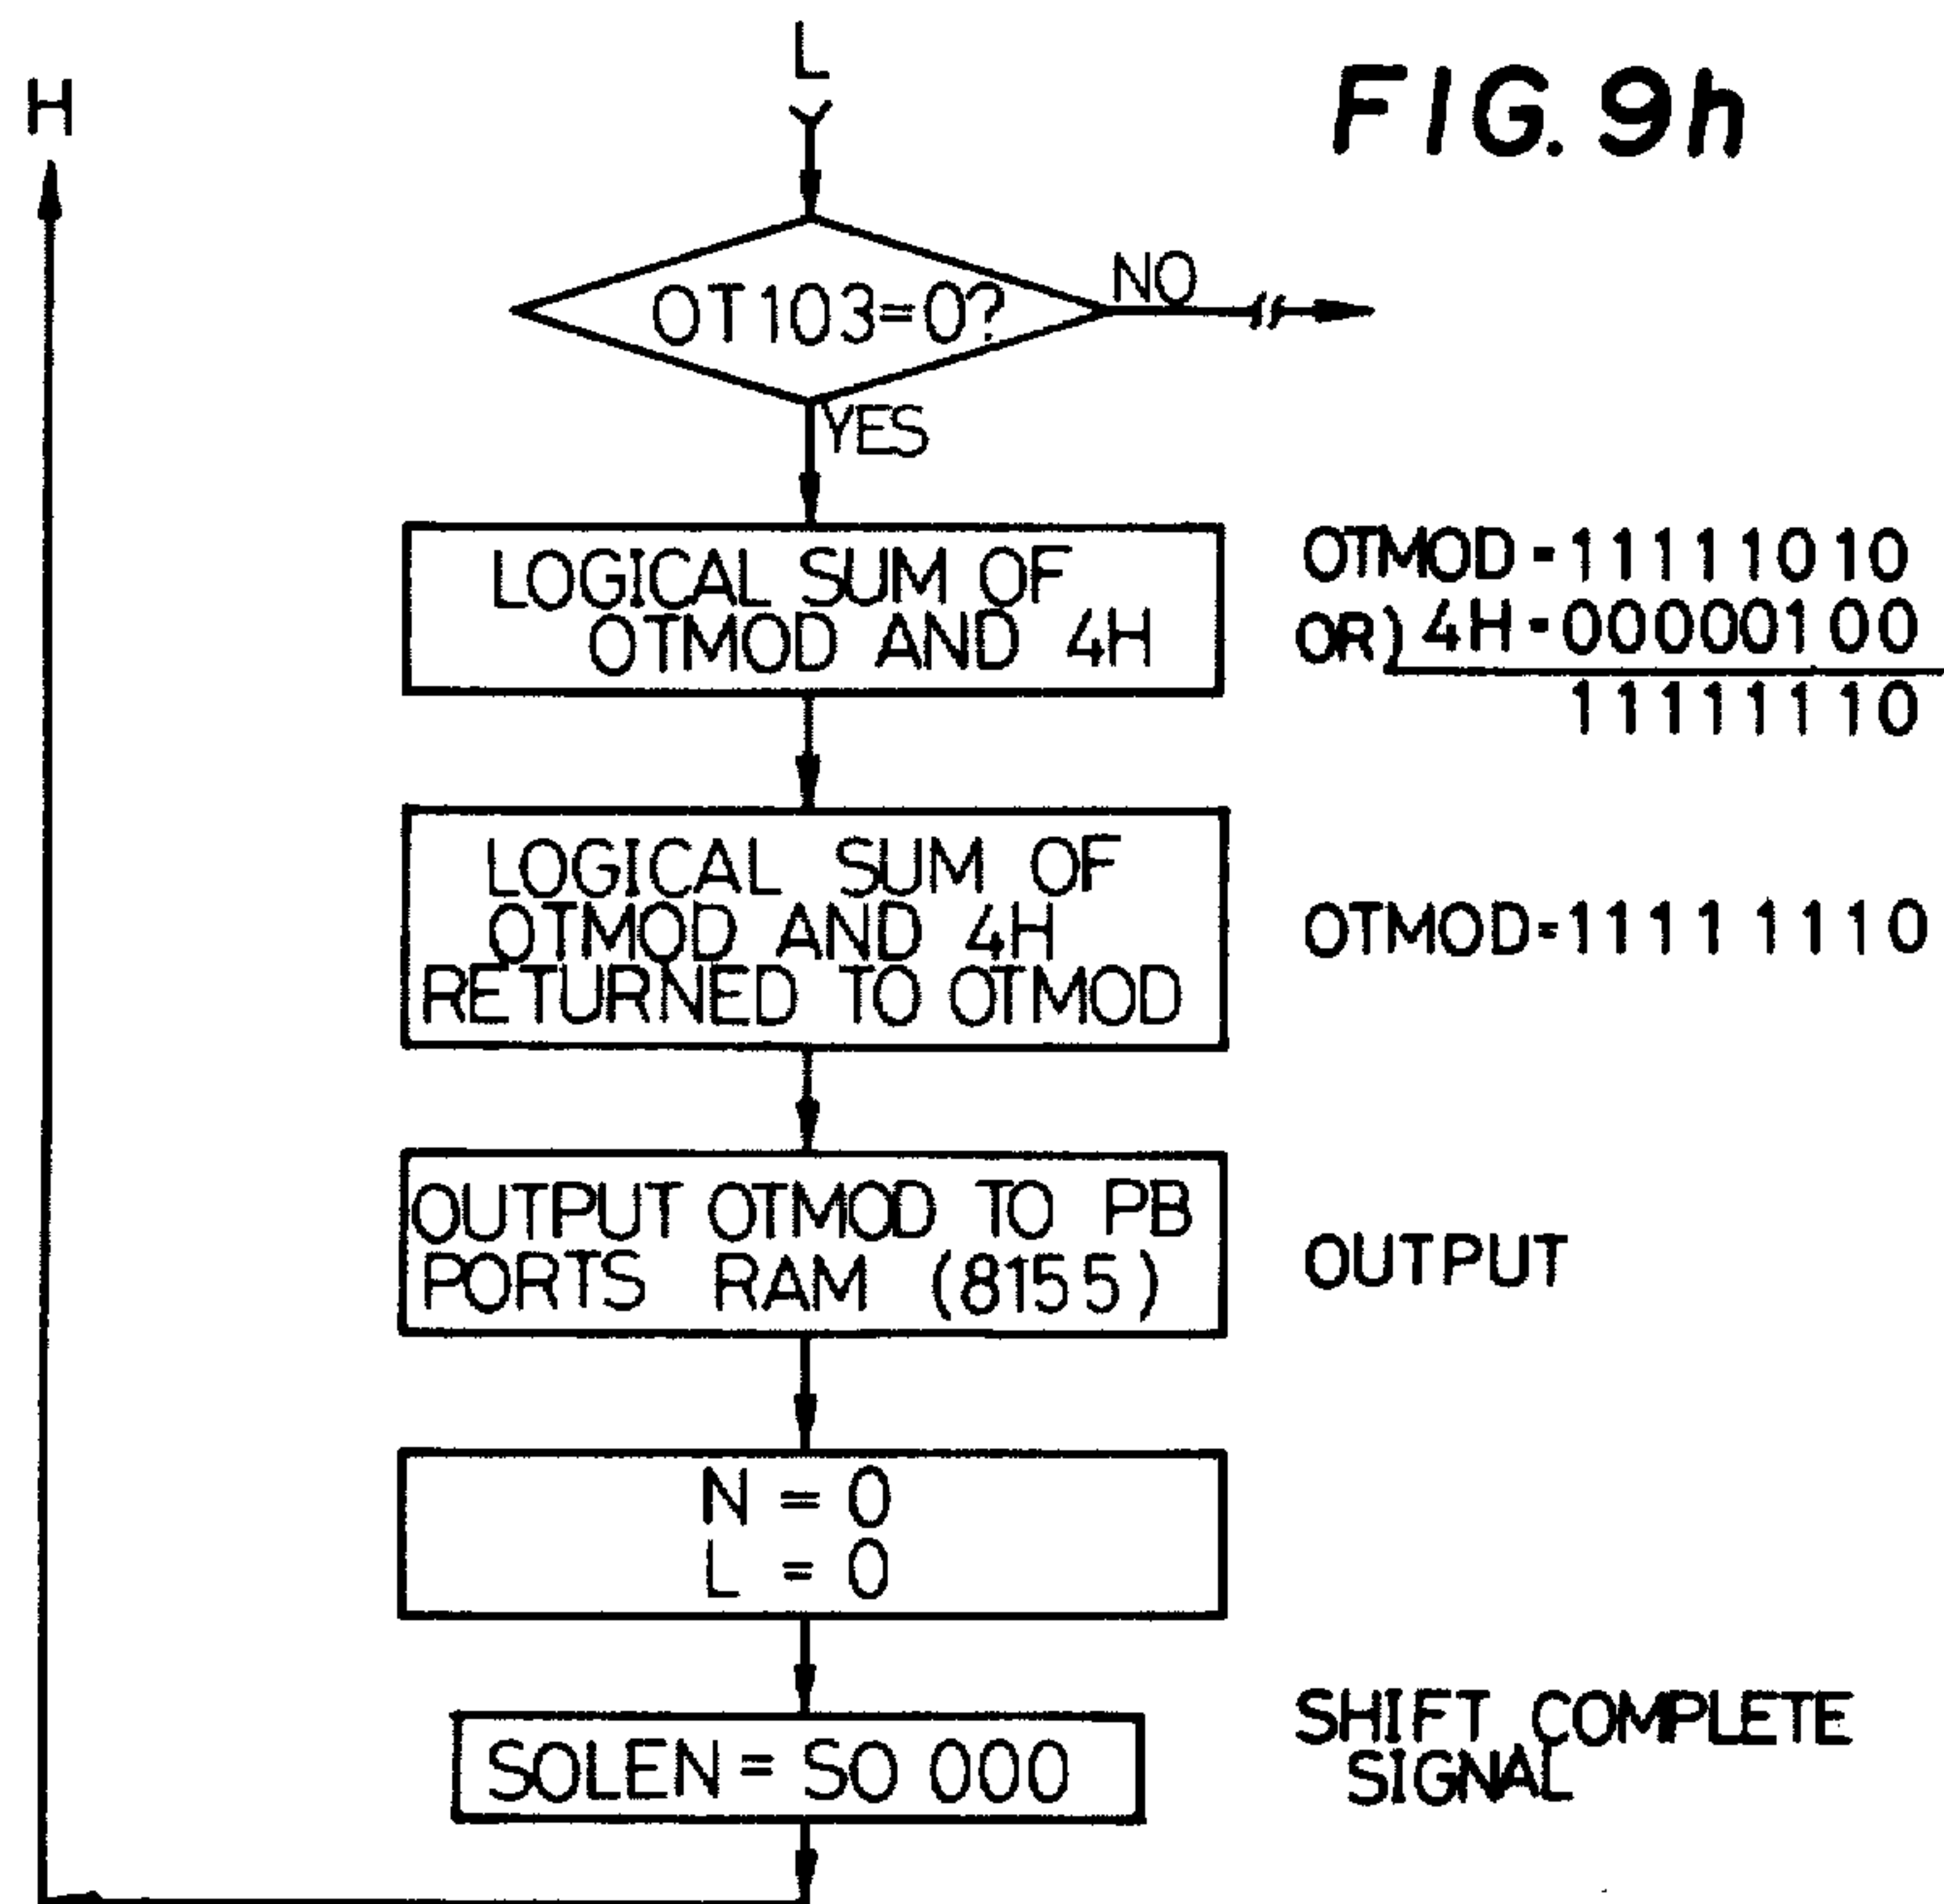 H
L
FIG. 9h
OT103=0?
NO
YES
LOGICAL SUM OF
OTMOD AND 4H
OTMOD=11111010
OR) 4H=00000100
11111110
LOGICAL SUM OF
OTMOD AND 4H
RETURNED TO OTMOD
OTMOD=11111110
OUTPUT OTMOD TO PB
PORTS RAM (8155)
OUTPUT
N = 0
L = 0
SOLEN = SO 000
SHIFT COMPLETE
SIGNAL